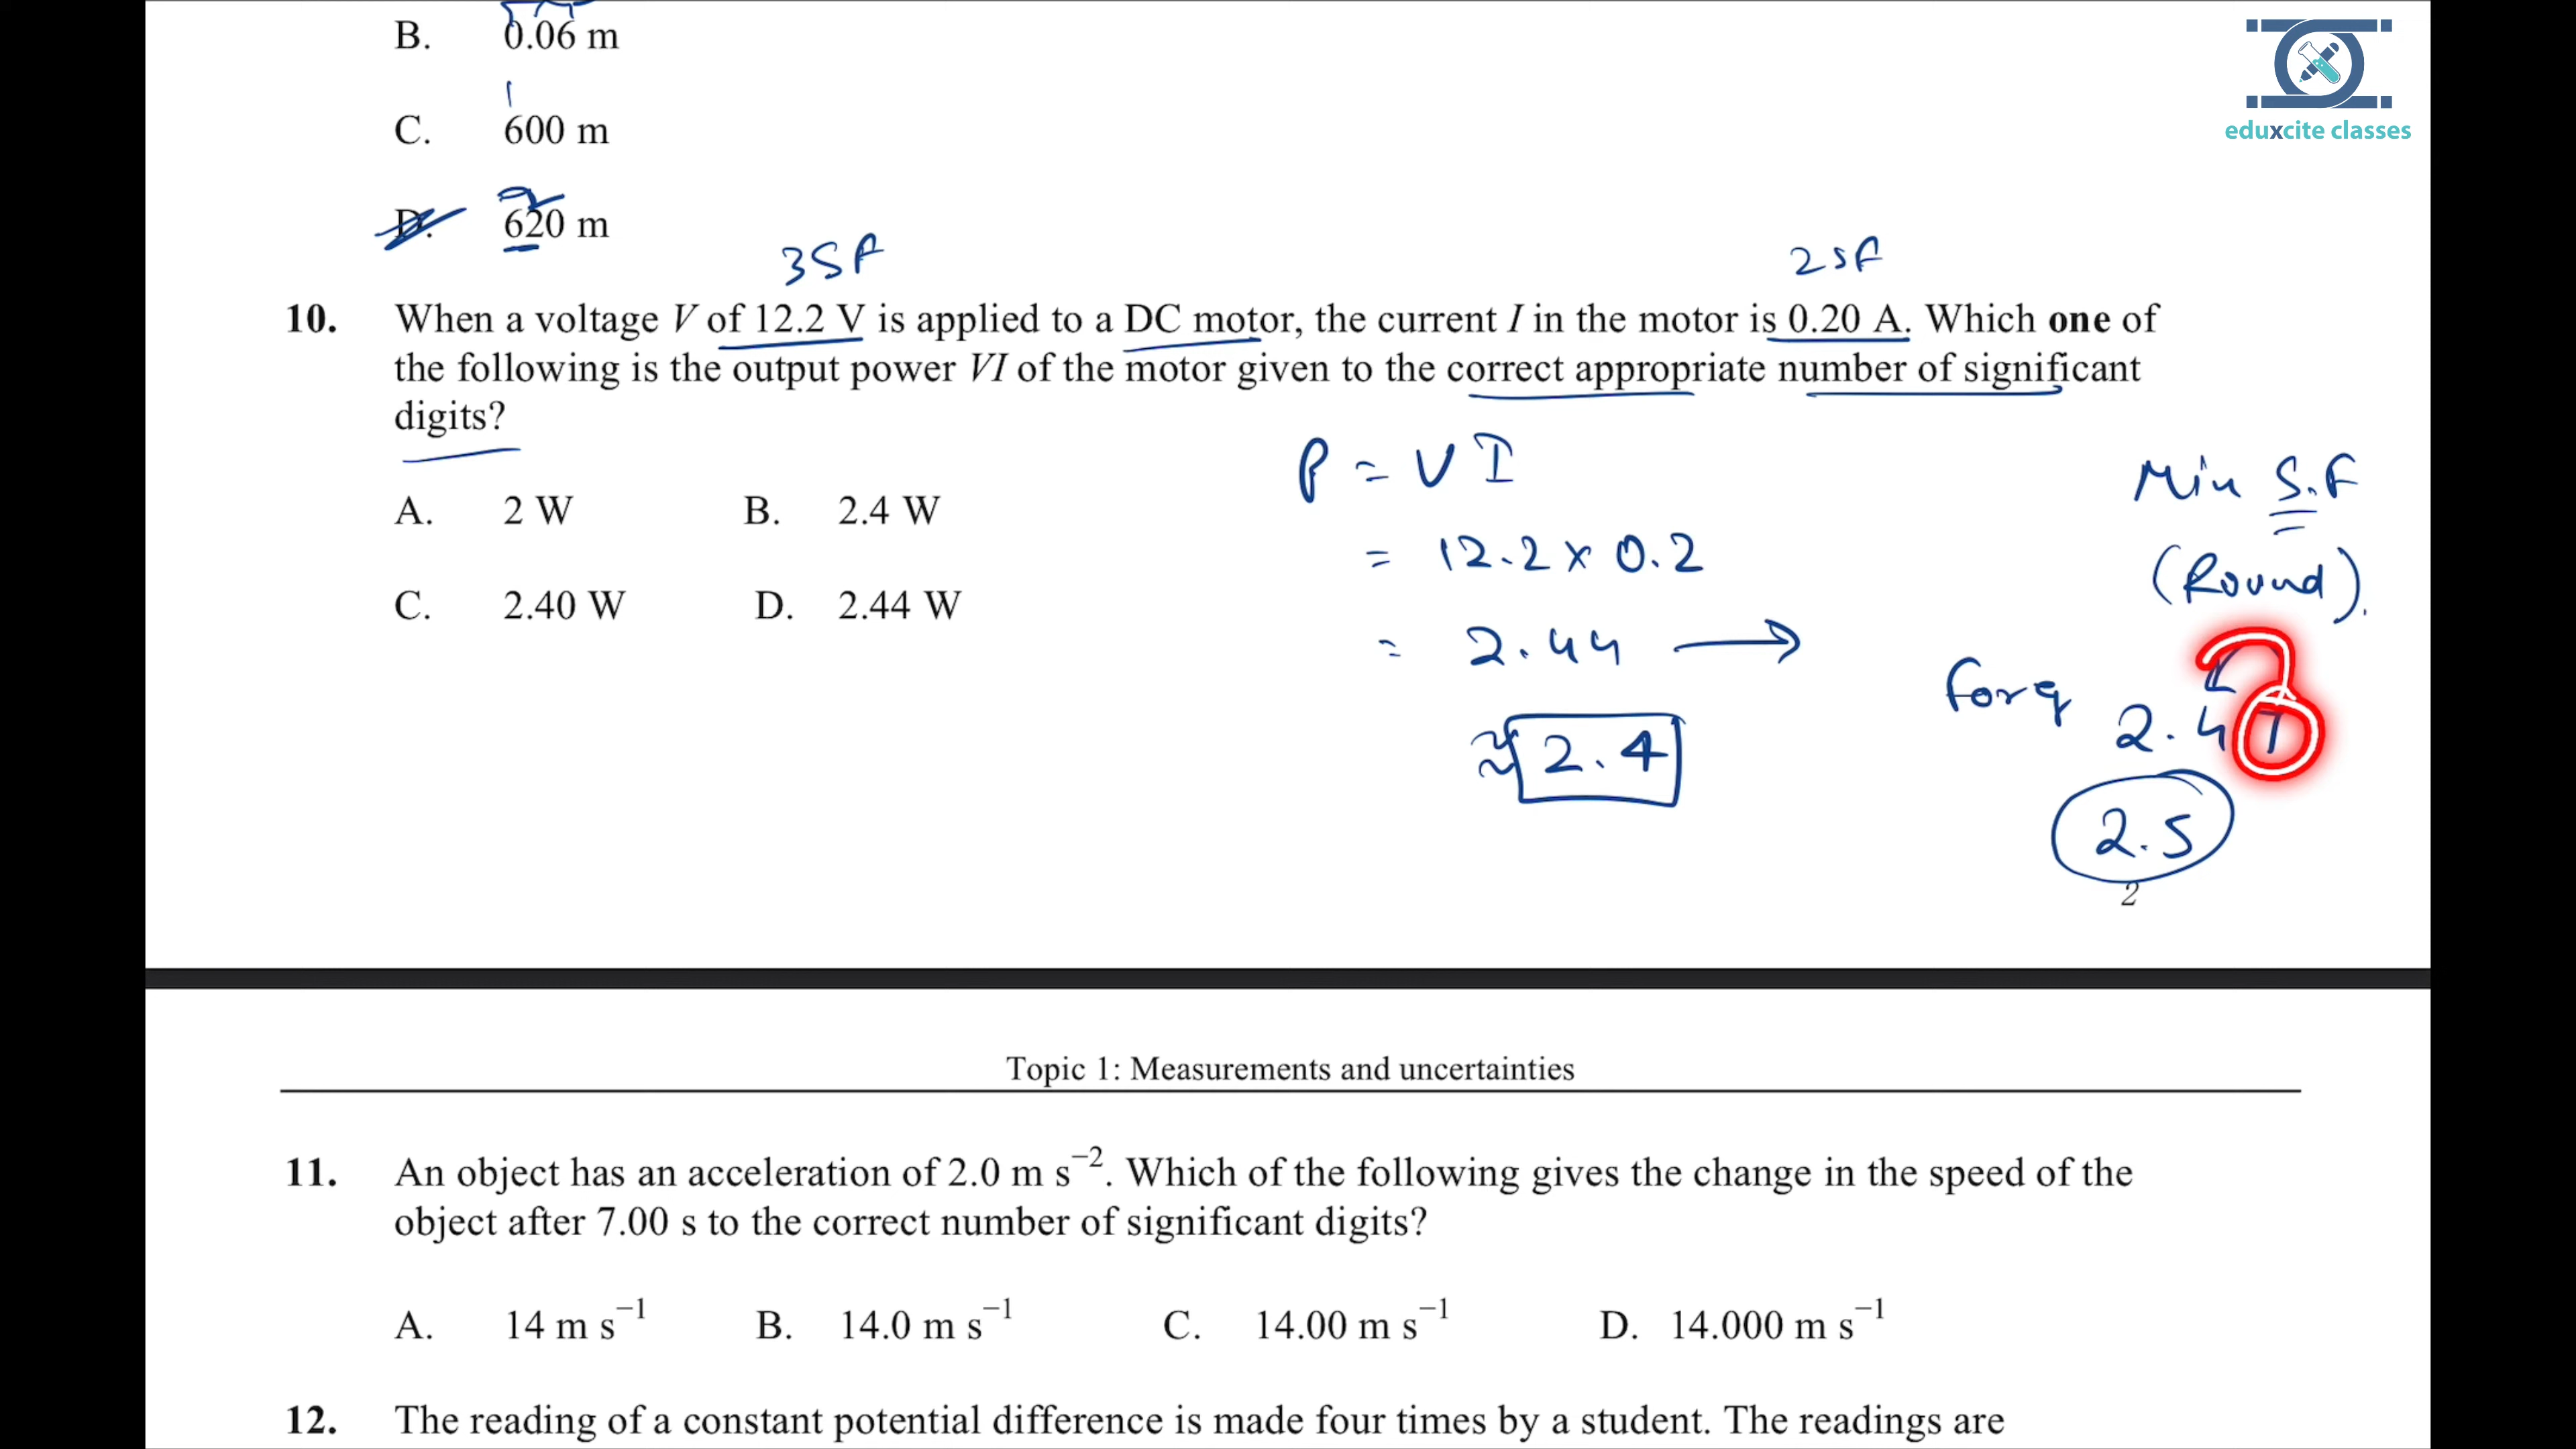 B. 0.06 m
eduxcite classes
1
C. 600 m
2
D. 620 m
3SF
2SF
10. When a voltage V of 12.2 V is applied to a DC motor, the current I in the motor is 0.20 A. Which one of
the following is the output power VI of the motor given to the correct appropriate number of significant
digits?
P = VI
Min S.F
A. 2 W B. 2.4 W
= 12.2 x 0.2
(Round).
C. 2.40 W D. 2.44 W
= 2.44 →
For eg 2.47
≈ 2.4
2.5
2
Topic 1: Measurements and uncertainties
11. An object has an acceleration of 2.0 m s⁻². Which of the following gives the change in the speed of the
object after 7.00 s to the correct number of significant digits?
A. 14 m s⁻¹ B. 14.0 m s⁻¹ C. 14.00 m s⁻¹ D. 14.000 m s⁻¹
12. The reading of a constant potential difference is made four times by a student. The readings are